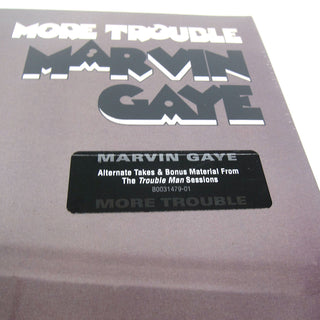 MORE TROUBLE
MARVIN
GAYE
MARVIN GAYE
Alternate Takes & Bonus Material From
The Trouble Man Sessions
B0031479-01
MORE TROUBLE